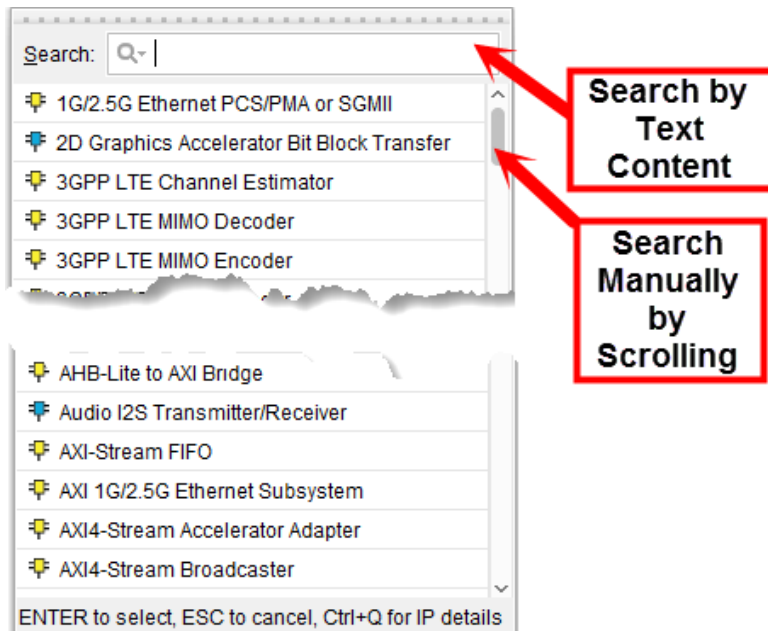 Search:
1G/2.5G Ethernet PCS/PMA or SGMII
2D Graphics Accelerator Bit Block Transfer
3GPP LTE Channel Estimator
3GPP LTE MIMO Decoder
3GPP LTE MIMO Encoder
AHB-Lite to AXI Bridge
Audio I2S Transmitter/Receiver
AXI-Stream FIFO
AXI 1G/2.5G Ethernet Subsystem
AXI4-Stream Accelerator Adapter
AXI4-Stream Broadcaster
ENTER to select, ESC to cancel, Ctrl+Q for IP details
Search by
Text
Content
Search
Manually
by
Scrolling